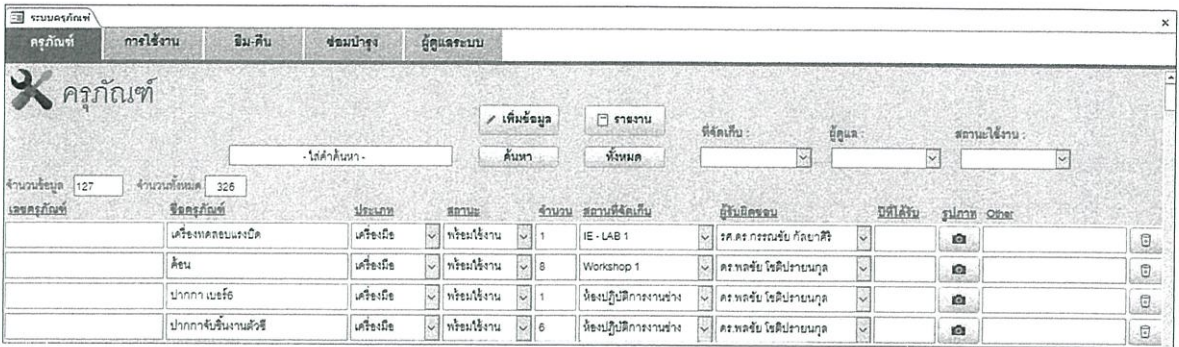 ระบบครุภัณฑ์
ครุภัณฑ์ การใช้งาน ยืม-คืน ซ่อมบำรุง ผู้ดูแลระบบ
ครุภัณฑ์
เพิ่มข้อมูล รายงาน ที่จัดเก็บ : ผู้ดูแล : สถานะใช้งาน :
- ใส่คำค้นหา - ค้นหา ทั้งหมด
จำนวนข้อมูล 127 จำนวนทั้งหมด 326
เลขครุภัณฑ์ ชื่อครุภัณฑ์ ประเภท สถานะ จำนวน สถานที่จัดเก็บ ผู้รับผิดชอบ ปีที่ได้รับ รูปภาพ Other
เครื่องทดสอบแรงบิด เครื่องมือ พร้อมใช้งาน 1 IE - LAB 1 รศ.ดร.กรรณชัย กัลยาศิริ
ค้อน เครื่องมือ พร้อมใช้งาน 8 Workshop 1 ดร.พลชัย โชติปรายนกุล
ปากกา เบอร์6 เครื่องมือ พร้อมใช้งาน 1 ห้องปฏิบัติการงานช่าง ดร.พลชัย โชติปรายนกุล
ปากกาจับชิ้นงานตัวซี เครื่องมือ พร้อมใช้งาน 6 ห้องปฏิบัติการงานช่าง ดร.พลชัย โชติปรายนกุล